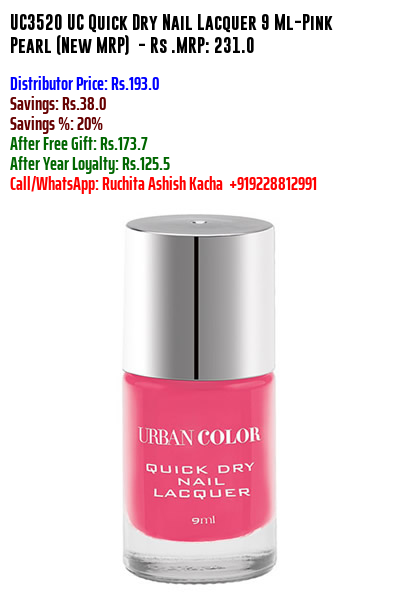 UC3520 UC Quick Dry Nail Lacquer 9 Ml-Pink
Pearl (New MRP) - Rs .MRP: 231.0
Distributor Price: Rs.193.0
Savings: Rs.38.0
Savings %: 20%
After Free Gift: Rs.173.7
After Year Loyalty: Rs.125.5
Call/WhatsApp: Ruchita Ashish Kacha +919228812991
URBAN COLOR
QUICK DRY
NAIL
LACQUER
9ml